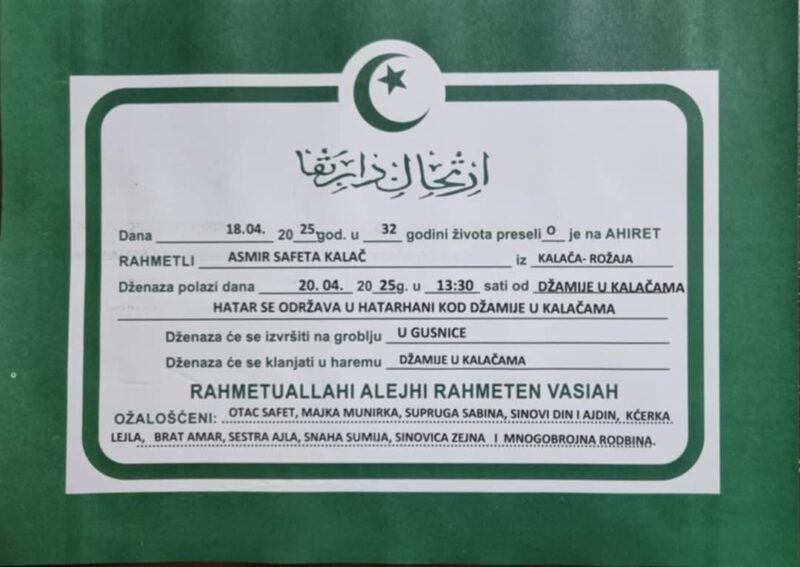 ارتحال دار بقا
Dana 18.04. 2025.god. u 32 godini života preseli o je na AHIRET
RAHMETLI ASMIR SAFETA KALAČ iz KALAČA- ROŽAJA
Dženaza polazi dana 20.04. 2025g. u 13:30 sati od DŽAMIJE U KALAČAMA
HATAR SE ODRŽAVA U HATARHANI KOD DŽAMIJE U KALAČAMA
Dženaza će se izvršiti na groblju U GUSNICE
Dženaza će se klanjati u haremu DŽAMIJE U KALAČAMA
RAHMETUALLAHI ALEJHI RAHMETEN VASIAH
OŽALOŠĆENI: OTAC SAFET, MAJKA MUNIRKA, SUPRUGA SABINA, SINOVI DIN I AJDIN, KĆERKA
LEJLA, BRAT AMAR, SESTRA AJLA, SNAHA SUMIJA, SINOVICA ZEJNA I MNOGOBROJNA RODBINA.